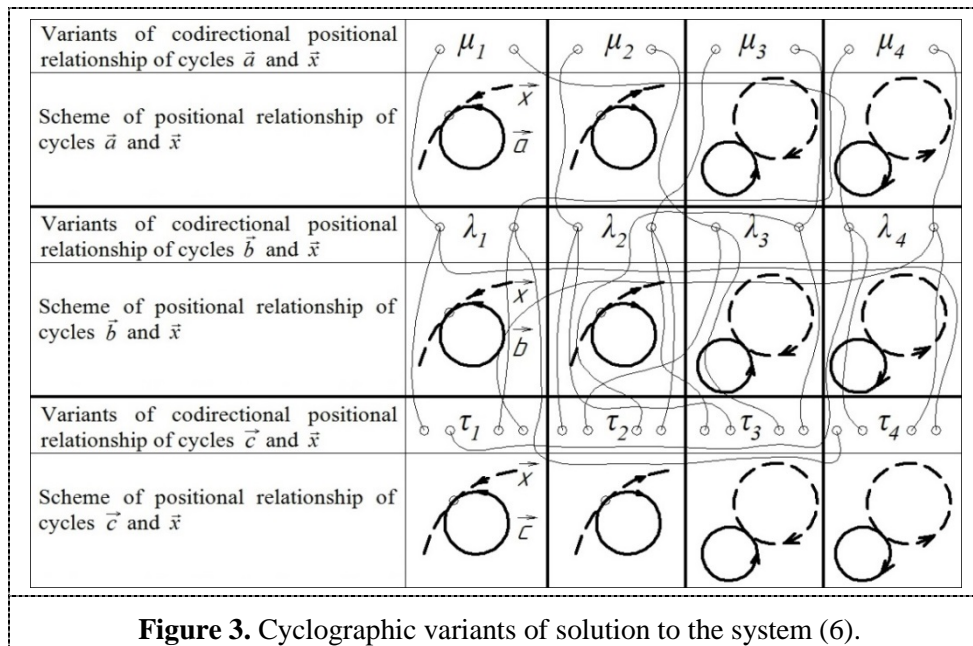 Variants of codirectional positional
relationship of cycles a⃗ and x⃗
μ₁ μ₂ μ₃ μ₄
Scheme of positional relationship of
cycles a⃗ and x⃗
x⃗
a⃗
Variants of codirectional positional
relationship of cycles b⃗ and x⃗
λ₁ λ₂ λ₃ λ₄
Scheme of positional relationship of
cycles b⃗ and x⃗
x⃗
b⃗
Variants of codirectional positional
relationship of cycles c⃗ and x⃗
τ₁ τ₂ τ₃ τ₄
Scheme of positional relationship of
cycles c⃗ and x⃗
x⃗
c⃗
Figure 3. Cyclographic variants of solution to the system (6).